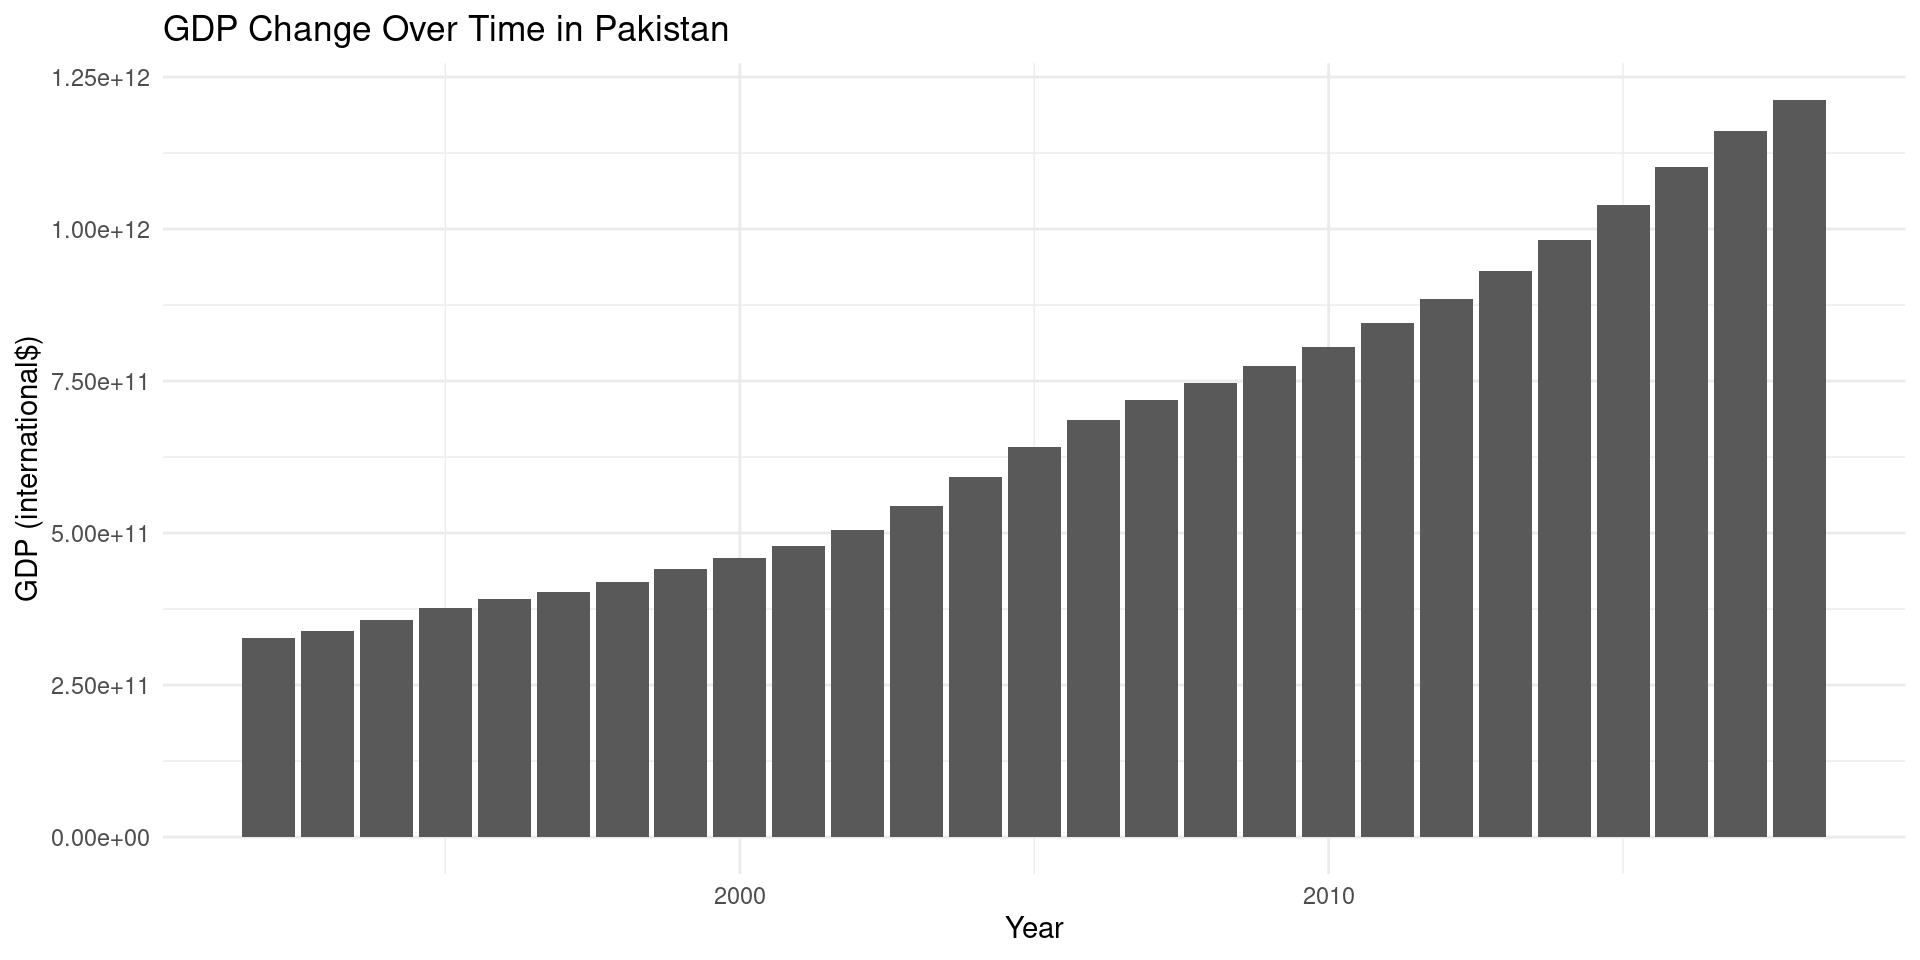 GDP Change Over Time in Pakistan
1.25e+12
1.00e+12
7.50e+11
5.00e+11
2.50e+11
0.00e+00
GDP (international$)
2000
2010
Year